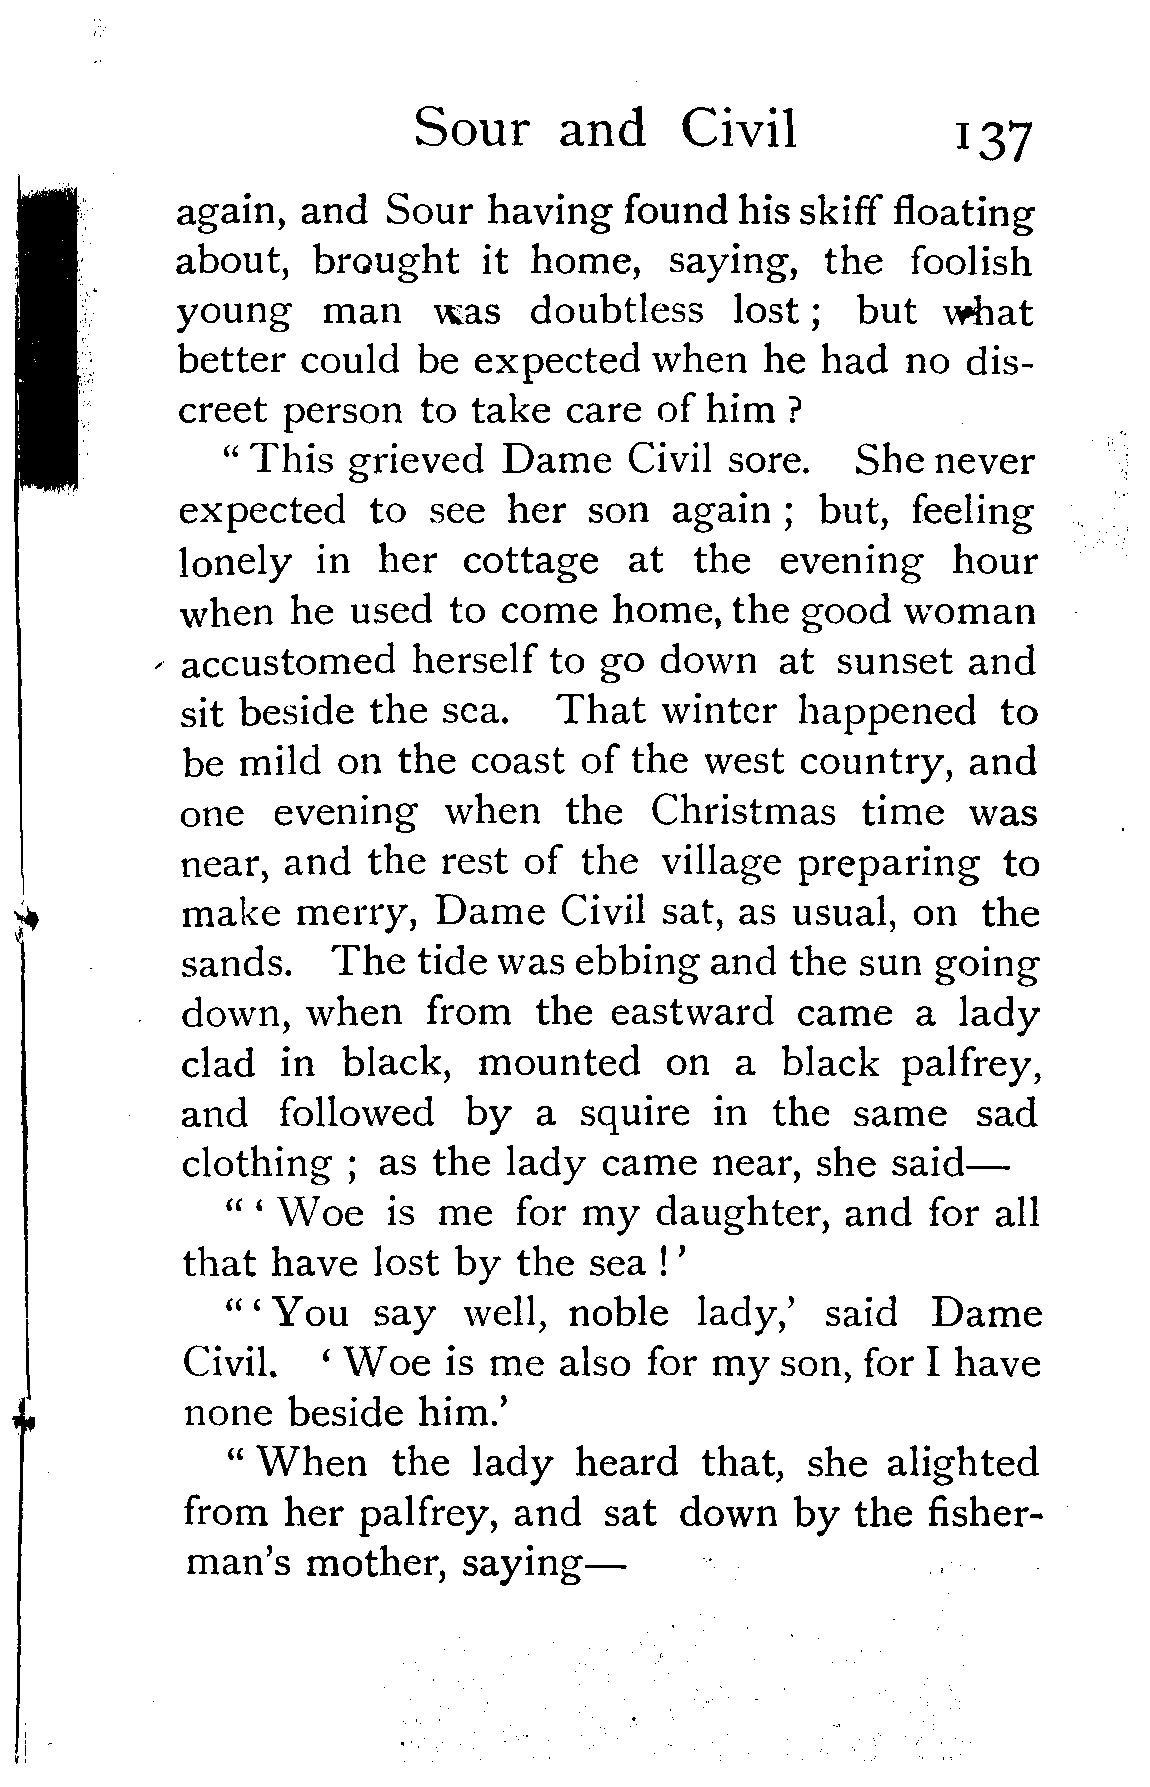 Sour and Civil 137
again, and Sour having found his skiff floating
about, brought it home, saying, the foolish
young man was doubtless lost ; but what
better could be expected when he had no dis-
creet person to take care of him ?
“ This grieved Dame Civil sore. She never
expected to see her son again ; but, feeling
lonely in her cottage at the evening hour
when he used to come home, the good woman
accustomed herself to go down at sunset and
sit beside the sea. That winter happened to
be mild on the coast of the west country, and
one evening when the Christmas time was
near, and the rest of the village preparing to
make merry, Dame Civil sat, as usual, on the
sands. The tide was ebbing and the sun going
down, when from the eastward came a lady
clad in black, mounted on a black palfrey,
and followed by a squire in the same sad
clothing ; as the lady came near, she said—
“ ‘ Woe is me for my daughter, and for all
that have lost by the sea ! ’
“ ‘ You say well, noble lady,’ said Dame
Civil. ‘ Woe is me also for my son, for I have
none beside him.’
“ When the lady heard that, she alighted
from her palfrey, and sat down by the fisher-
man’s mother, saying—